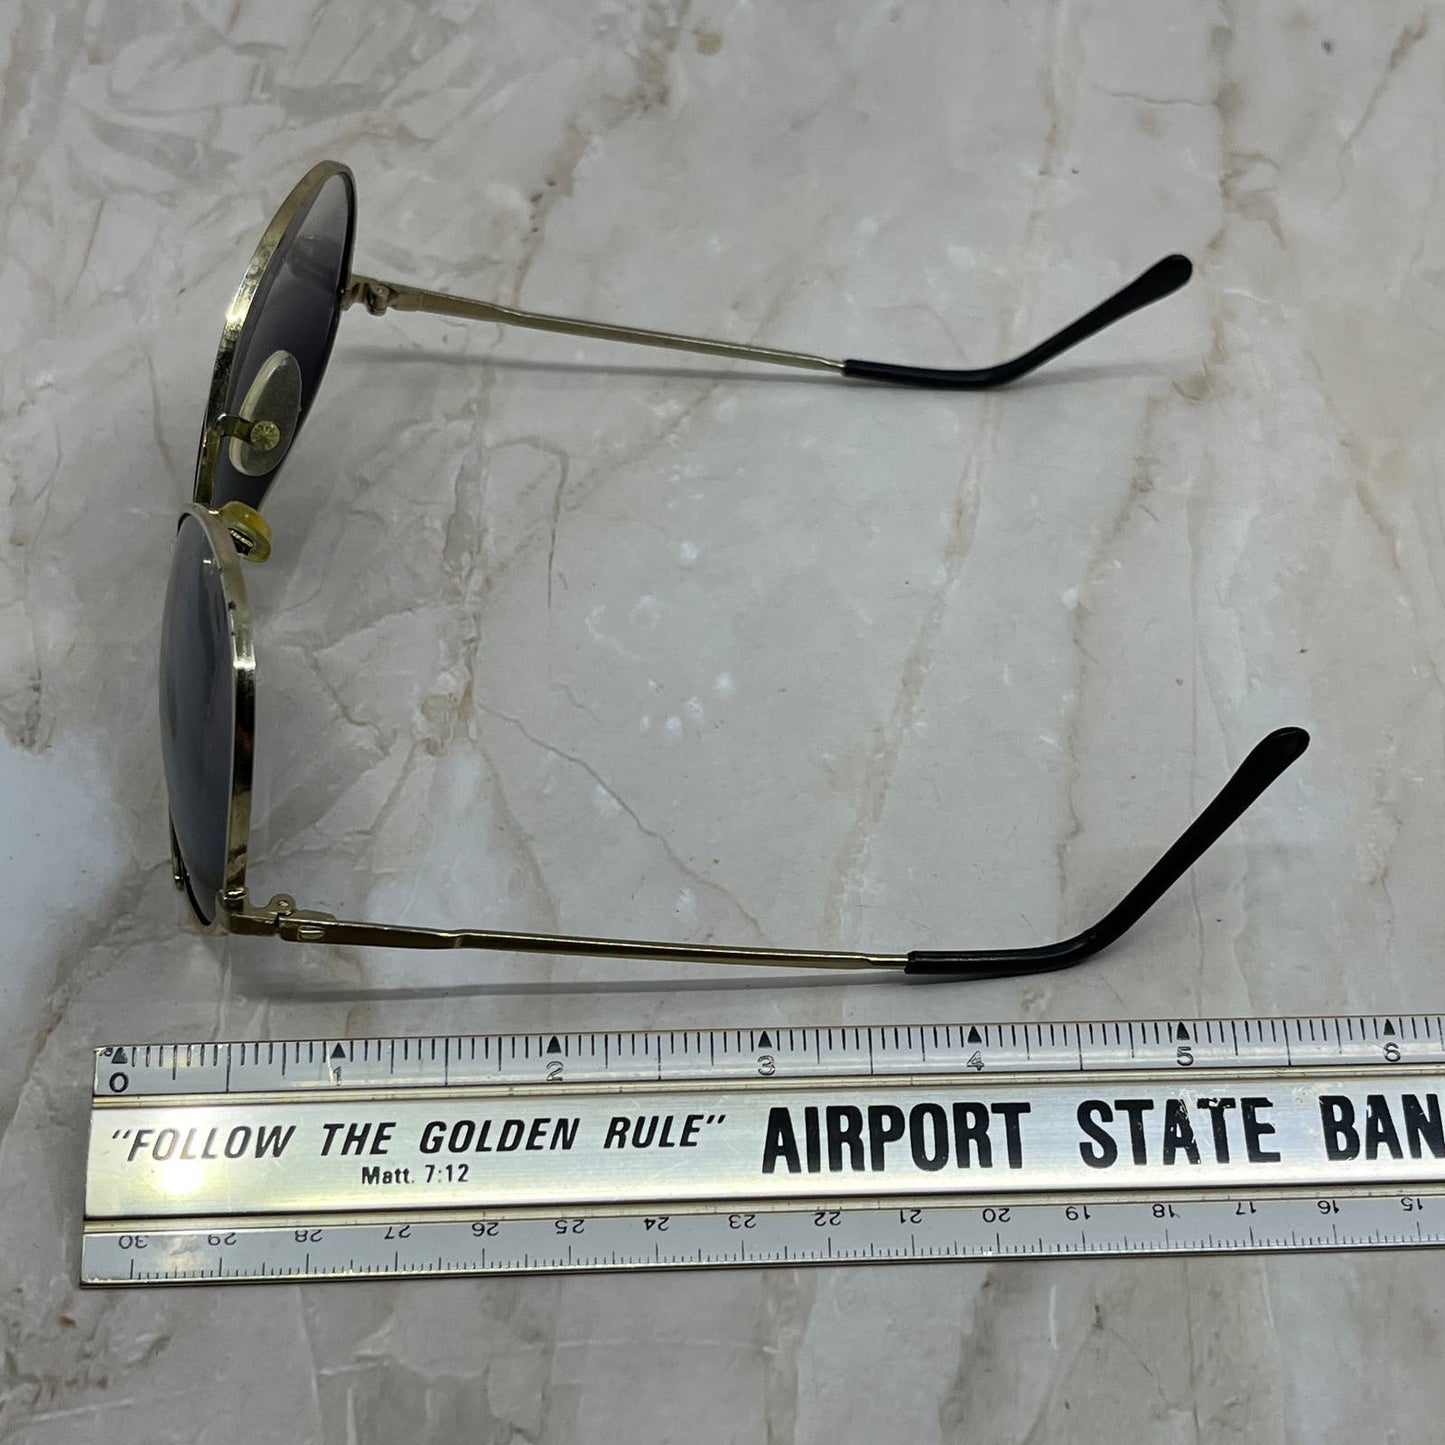 0 1 2 3 4 5 6
"FOLLOW THE GOLDEN RULE" AIRPORT STATE BAN
Matt. 7:12
30 29 28 27 26 25 24 23 22 21 20 19 18 17 16 15